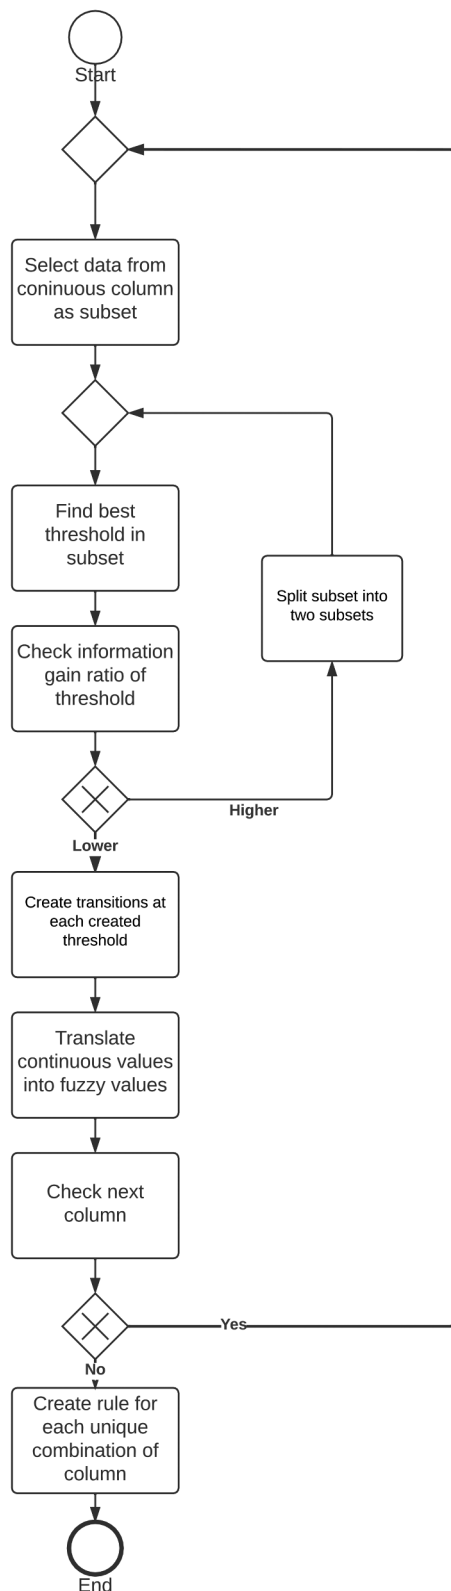 Start
Select data from
coninuous column
as subset
Find best
threshold in
subset
Split subset into
two subsets
Check information
gain ratio of
threshold
Higher
Lower
Create transitions at
each created
threshold
Translate
continuous values
into fuzzy values
Check next
column
Yes
No
Create rule for
each unique
combination of
column
End